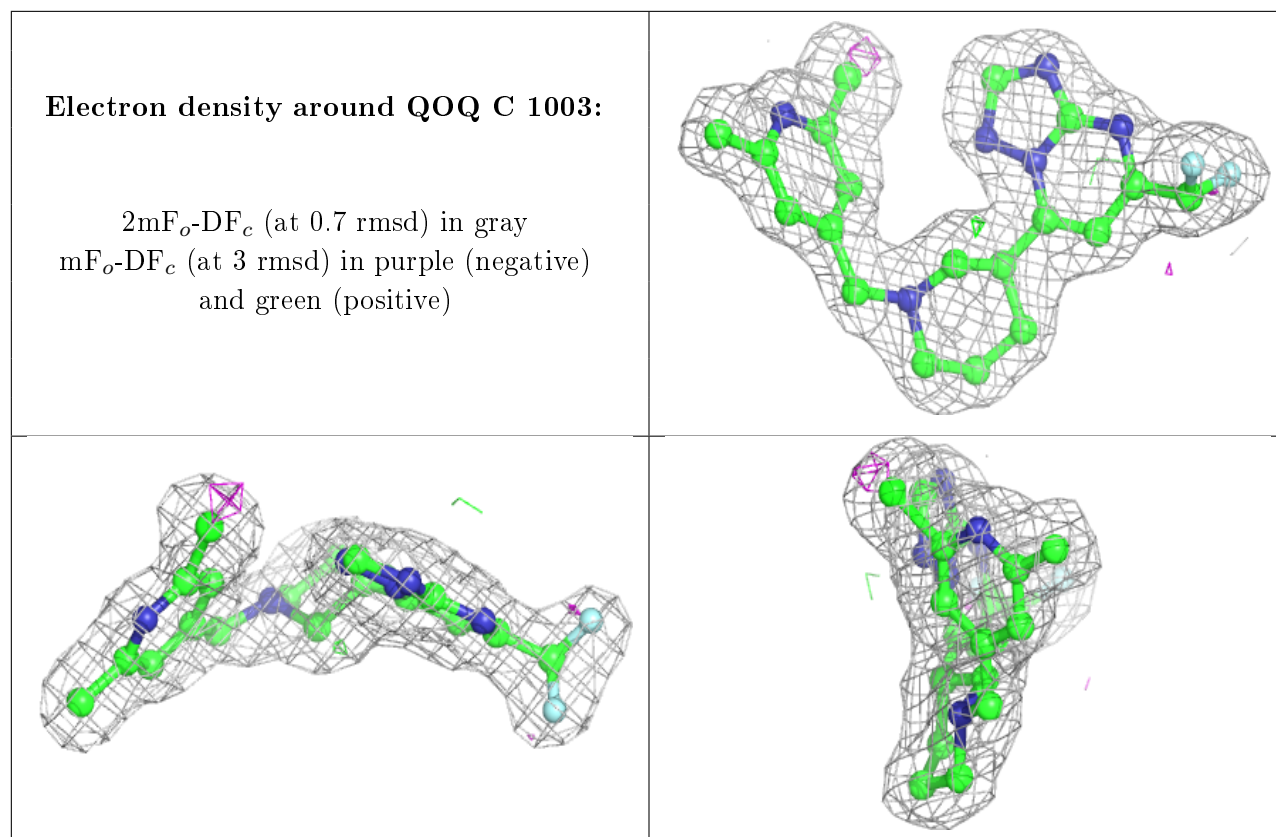 Electron density around QOQ C 1003:
2mFo-DFc (at 0.7 rmsd) in gray
mFo-DFc (at 3 rmsd) in purple (negative)
and green (positive)